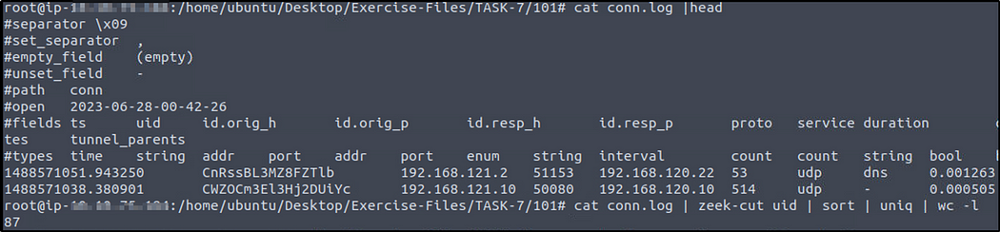 root@ip-:/home/ubuntu/Desktop/Exercise-Files/TASK-7/101# cat conn.log |head
#separator \x09
#set_separator ,
#empty_field (empty)
#unset_field -
#path conn
#open 2023-06-28-00-42-26
#fields ts uid id.orig_h id.orig_p id.resp_h id.resp_p proto service duration
tes tunnel_parents
#types time string addr port addr port enum string interval count count string bool
1488571051.943250 CnRssBL3MZ8FZTlb 192.168.121.2 51153 192.168.120.22 53 udp dns 0.001263
1488571038.380901 CWZOCm3El3Hj2DUiYc 192.168.121.10 50080 192.168.120.10 514 udp - 0.000505
root@ip-:/home/ubuntu/Desktop/Exercise-Files/TASK-7/101# cat conn.log | zeek-cut uid | sort | uniq | wc -l
87